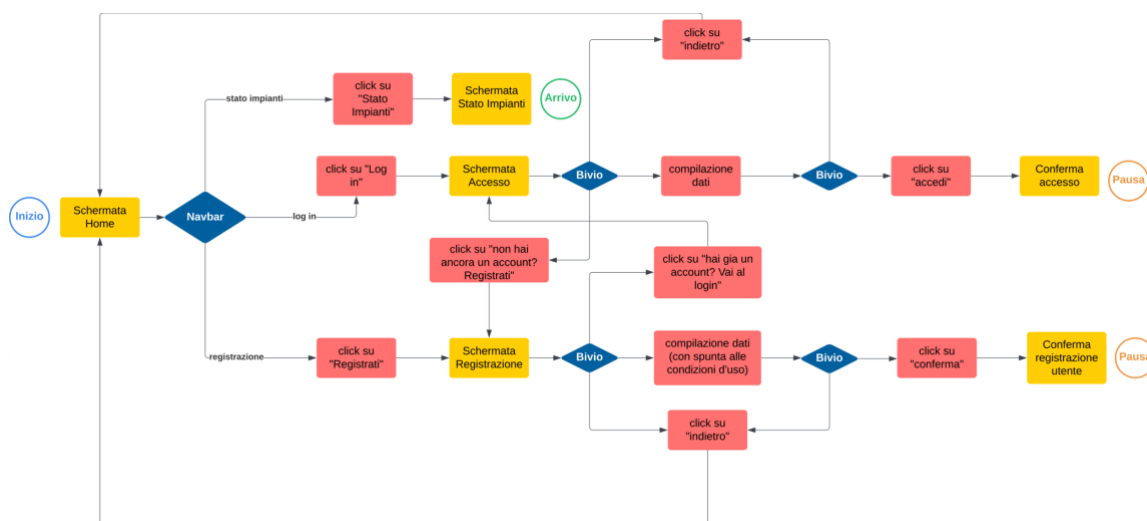 click su
"indietro"
stato impianti
click su
"Stato
Impianti"
Schermata
Stato Impianti
Arrivo
click su "Log
in"
Schermata
Accesso
Bivio
compilazione
dati
Bivio
click su
"accedi"
Conferma
accesso
Pausa
Inizio
Schermata
Home
Navbar
log in
click su "non hai
ancora un account?
Registrati"
click su "hai gia un
account? Vai al
login"
registrazione
click su
"Registrati"
Schermata
Registrazione
Bivio
compilazione dati
(con spunta alle
condizioni d'uso)
Bivio
click su
"conferma"
Conferma
registrazione
utente
Pausa
click su
"indietro"